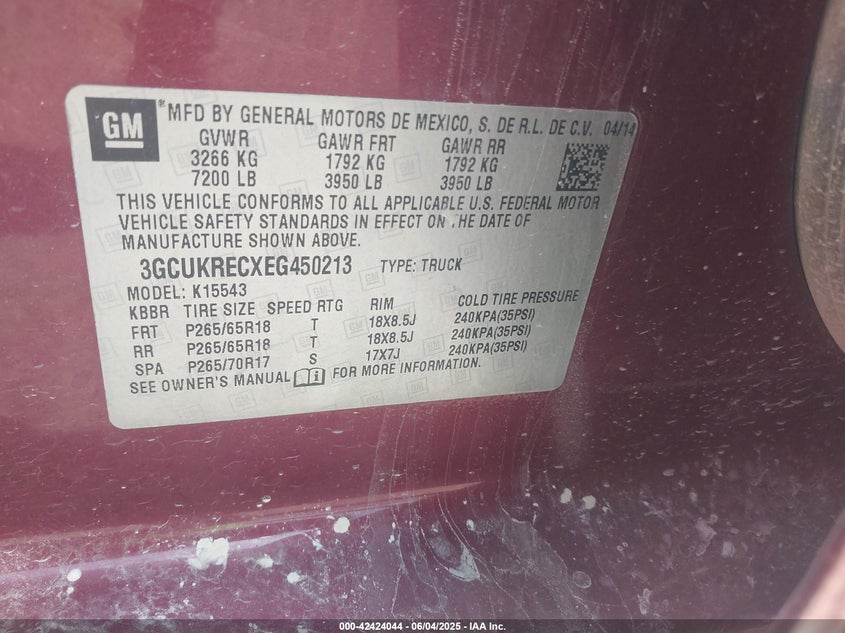 GM
® MFD BY GENERAL MOTORS DE MEXICO, S. DE R.L. DE C.V. 04/14
GVWR GAWR FRT GAWR RR
3266 KG 1792 KG 1792 KG
7200 LB 3950 LB 3950 LB
THIS VEHICLE CONFORMS TO ALL APPLICABLE U.S. FEDERAL MOTOR
VEHICLE SAFETY STANDARDS IN EFFECT ON THE DATE OF
MANUFACTURE SHOWN ABOVE.
3GCUKRECXEG450213 TYPE: TRUCK
MODEL: K15543
KBBR TIRE SIZE SPEED RTG RIM COLD TIRE PRESSURE
FRT P265/65R18 T 18X8.5J 240KPA(35PSI)
RR P265/65R18 T 18X8.5J 240KPA(35PSI)
SPA P265/70R17 S 17X7J 240KPA(35PSI)
SEE OWNER'S MANUAL FOR MORE INFORMATION.
000-42424044 - 06/04/2025 - IAA Inc.